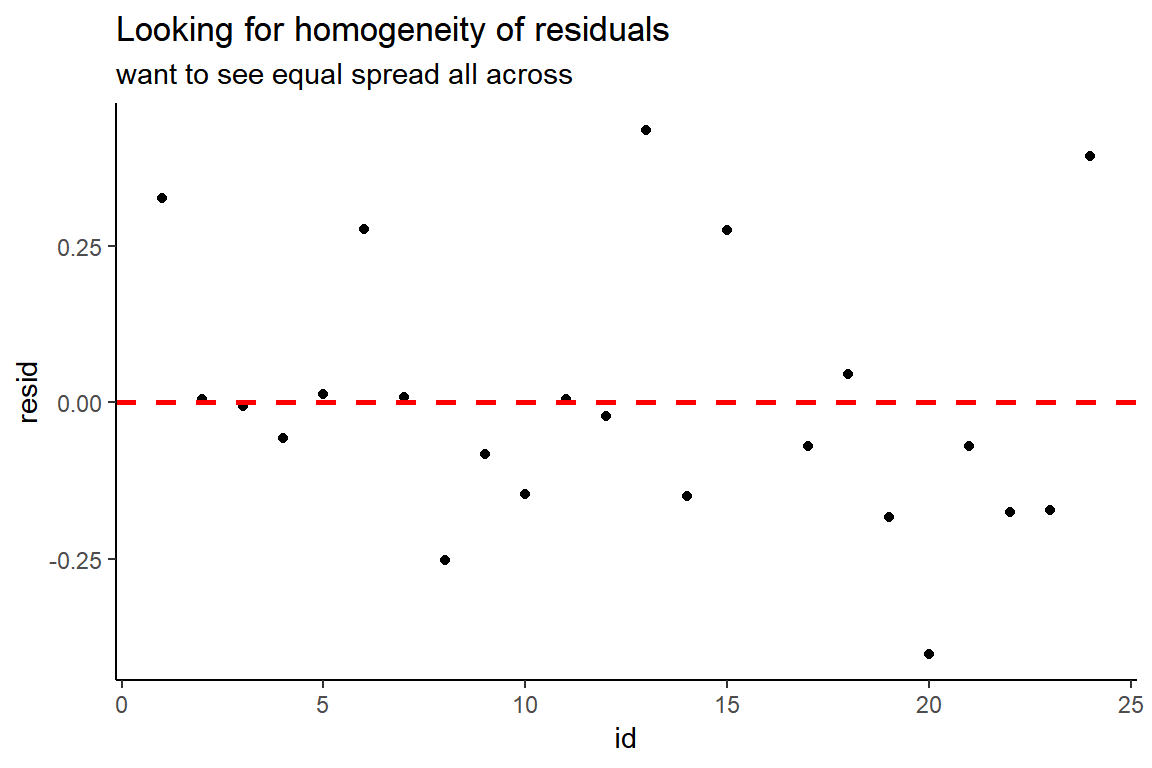 Looking for homogeneity of residuals
want to see equal spread all across
resid
0.25
0.00
-0.25
0
5
10
15
20
25
id